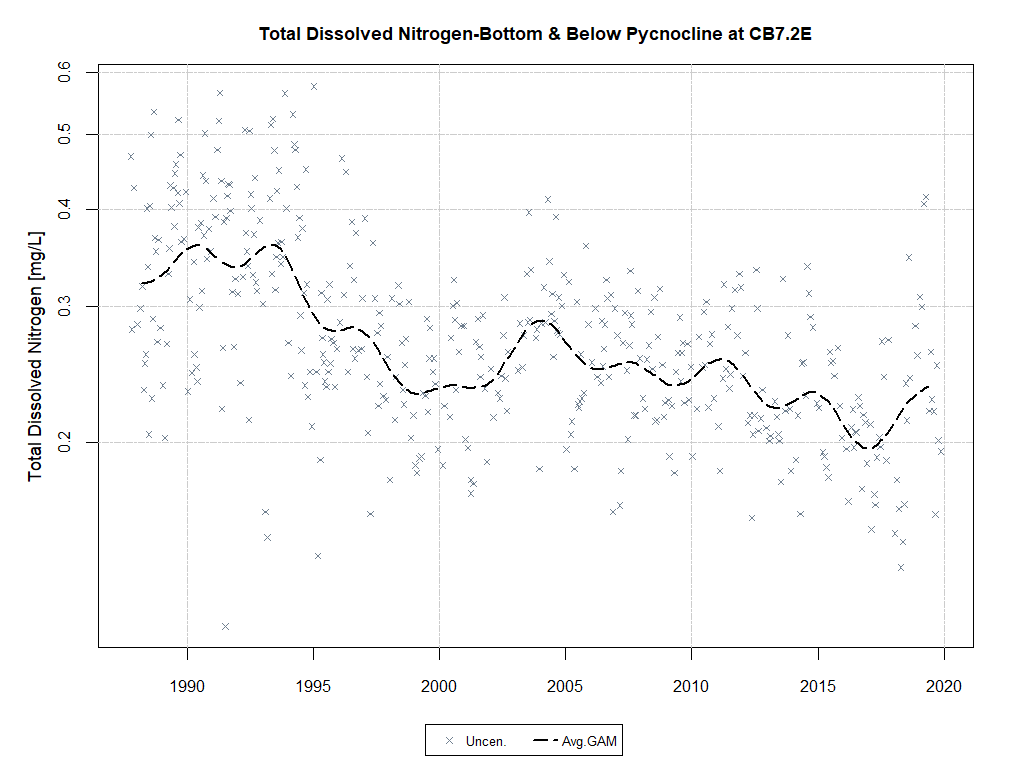 Total Dissolved Nitrogen-Bottom & Below Pycnocline at CB7.2E
0.6
0.5
0.4
0.3
0.2
Total Dissolved Nitrogen [mg/L]
1990 1995 2000 2005 2010 2015 2020
Uncen. Avg.GAM